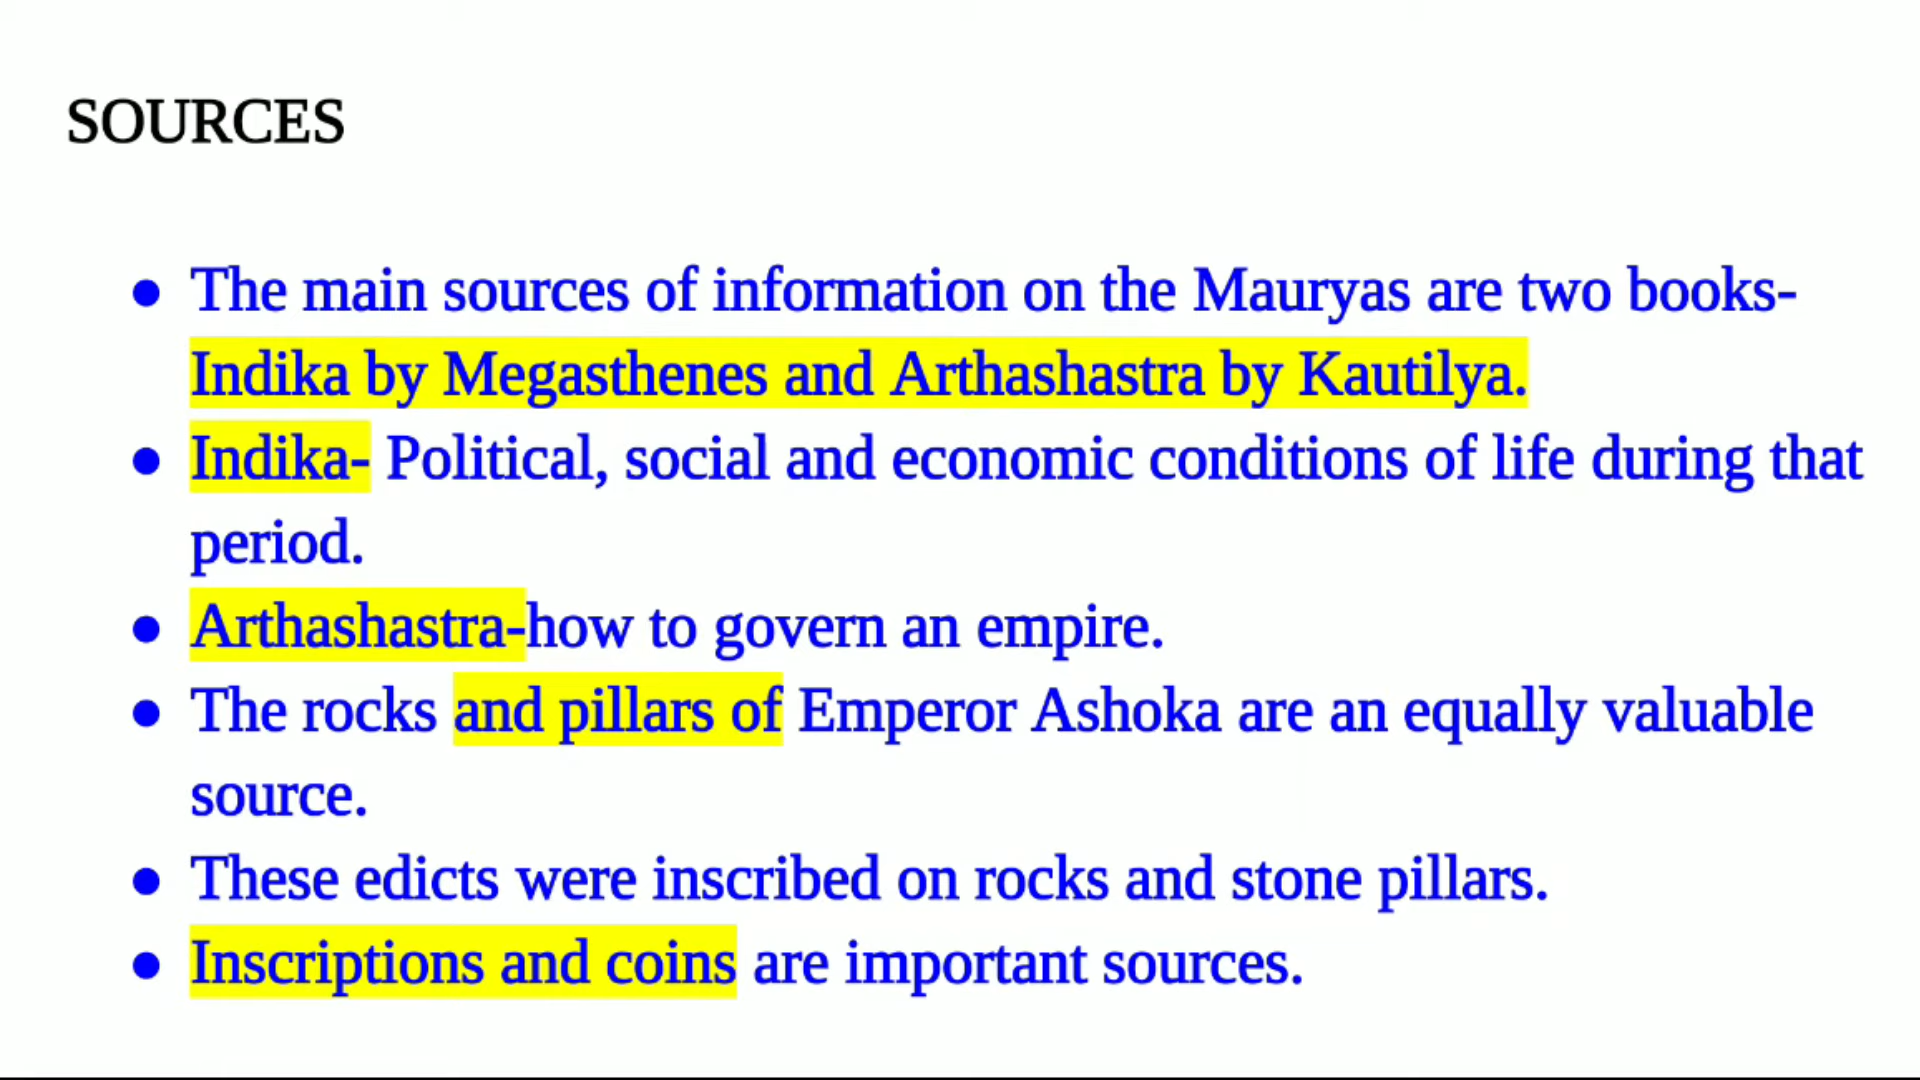 SOURCES
● The main sources of information on the Mauryas are two books-
Indika by Megasthenes and Arthashastra by Kautilya.
● Indika- Political, social and economic conditions of life during that
period.
● Arthashastra-how to govern an empire.
● The rocks and pillars of Emperor Ashoka are an equally valuable
source.
● These edicts were inscribed on rocks and stone pillars.
● Inscriptions and coins are important sources.